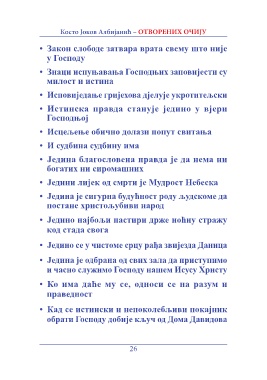 Косто Јоков Албијанић – ОТВОРЕНИХ ОЧИЈУ
• Закон слободе затвара врата свему што није
у Господу
• Знаци испуњавања Господњих заповијести су
милост и истина
• Исповиједање гријехова дјелује укротитељски
• Истинска правда станује једино у вјери
Господњој
• Исцељење обично долази попут свитања
• И судбина судбину има
• Једина благословена правда је да нема ни
богатих ни сиромашних
• Једини лијек од смрти је Мудрост Небеска
• Једина је сигурна будућност роду људскоме да
постане христољубиви народ
• Једино најбољи пастири држе ноћну стражу
код стада свога
• Једино се у чистоме срцу рађа звијезда Даница
• Једина је одбрана од свих зала да приступимо
и часно служимо Господу нашем Исусу Христу
• Ко има даће му се, односи се на разум и
праведност
• Кад се истински и непоколебљиви покајник
обрати Господу добије кључ од Дома Давидова
26